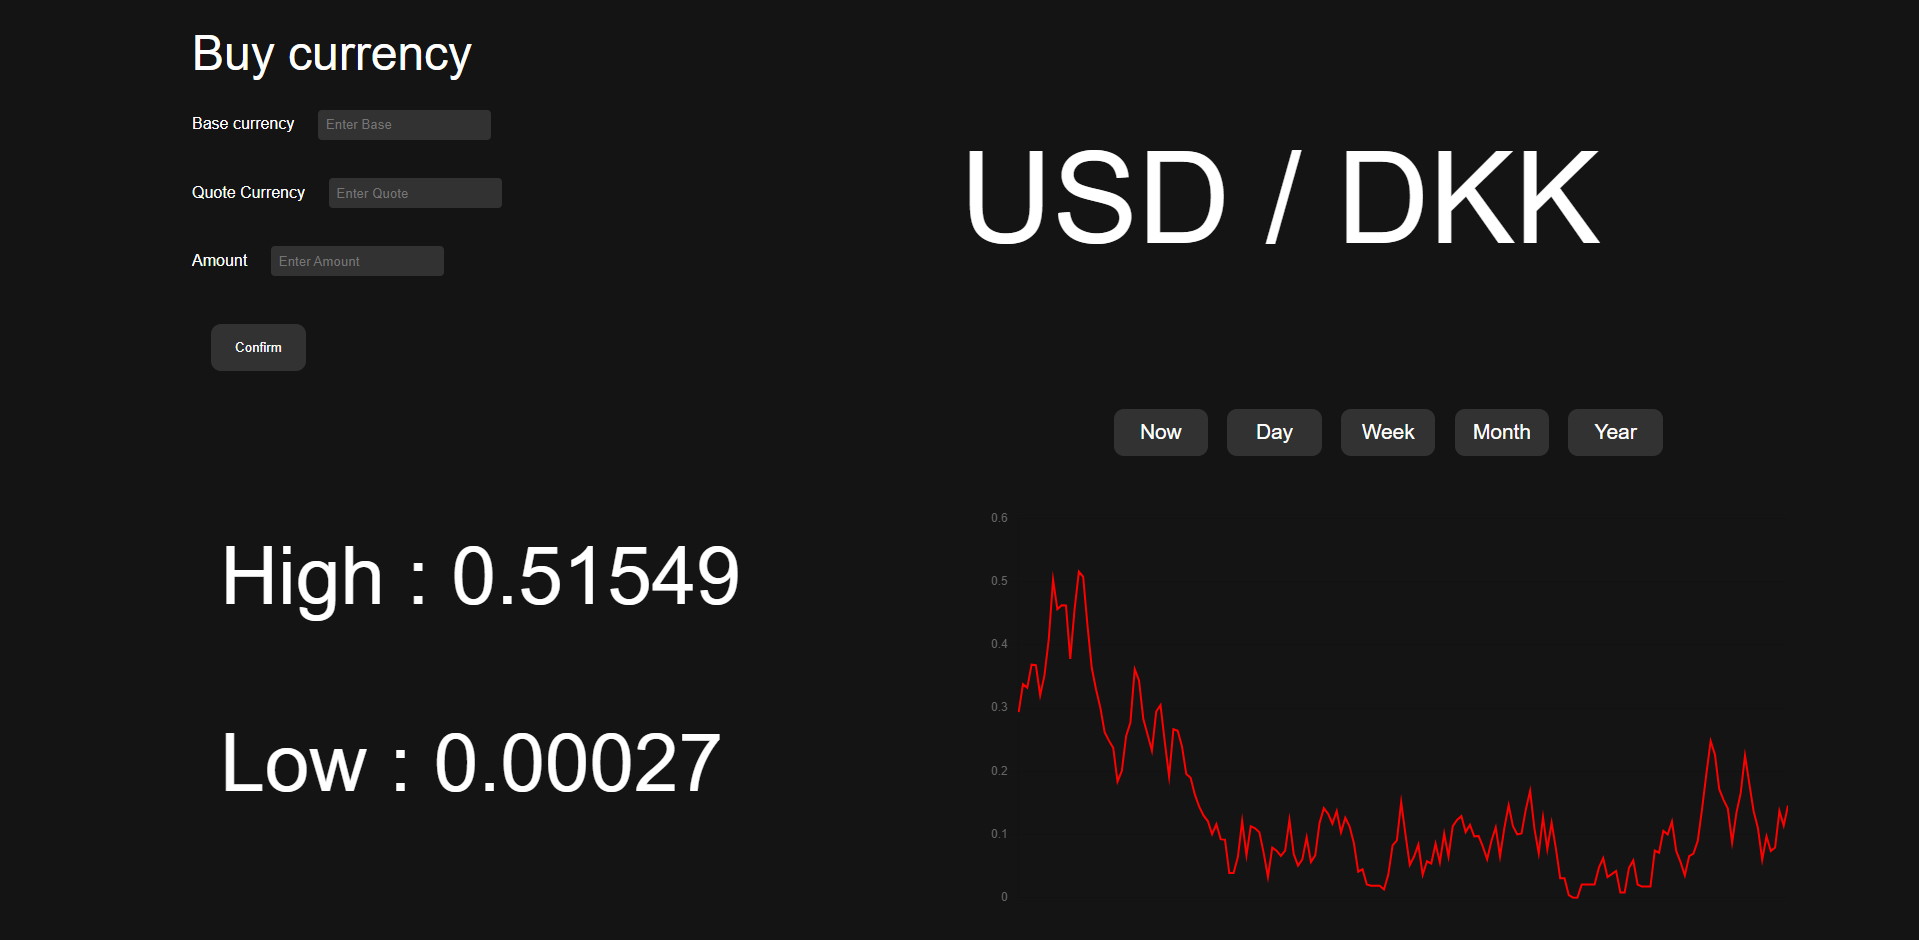 Buy currency
Base currency Enter Base
Quote Currency Enter Quote
Amount Enter Amount
Confirm
USD / DKK
Now Day Week Month Year
High : 0.51549
Low : 0.00027
0.6
0.5
0.4
0.3
0.2
0.1
0